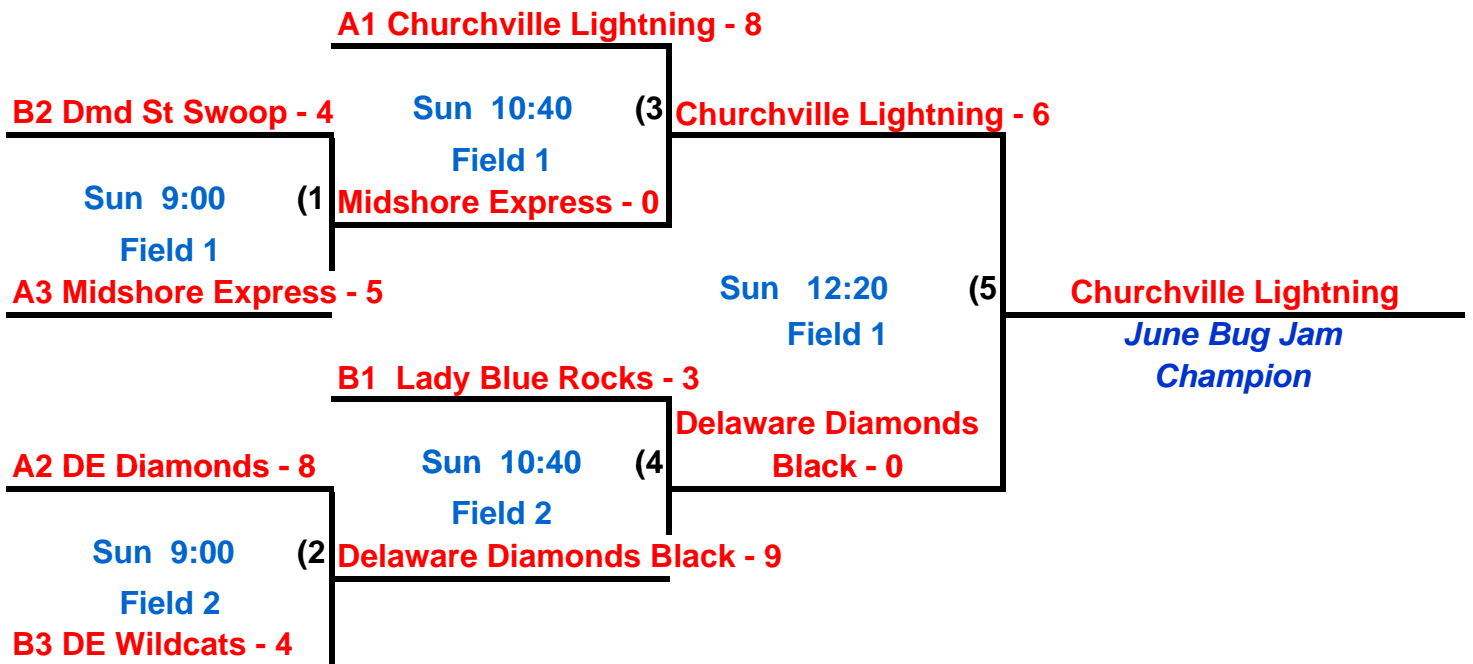 A1 Churchville Lightning - 8
B2 Dmd St Swoop - 4
Sun 10:40 (3
Churchville Lightning - 6
Field 1
Sun 9:00 (1
Midshore Express - 0
Field 1
A3 Midshore Express - 5
Sun 12:20 (5
Churchville Lightning
Field 1
June Bug Jam
Champion
B1 Lady Blue Rocks - 3
Delaware Diamonds
Black - 0
A2 DE Diamonds - 8
Sun 10:40 (4
Field 2
Sun 9:00 (2
Delaware Diamonds Black - 9
Field 2
B3 DE Wildcats - 4